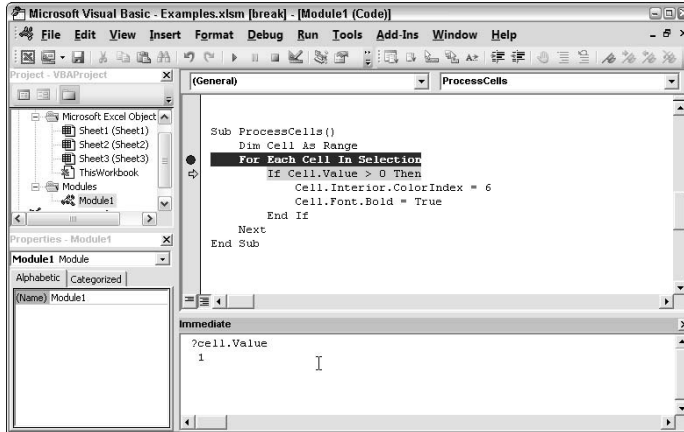 Microsoft Visual Basic - Examples.xlsm [break] - [Module1 (Code)]
File Edit View Insert Format Debug Run Tools Add-Ins Window Help
Project - VBAProject
Microsoft Excel Object
Sheet1 (Sheet1)
Sheet2 (Sheet2)
Sheet3 (Sheet3)
ThisWorkbook
Modules
Module1
Properties - Module1
Module1 Module
Alphabetic Categorized
(Name) Module1
(General) ProcessCells
Sub ProcessCells()
Dim Cell As Range
For Each Cell In Selection
If Cell.Value > 0 Then
Cell.Interior.ColorIndex = 6
Cell.Font.Bold = True
End If
Next
End Sub
Immediate
?cell.Value
1